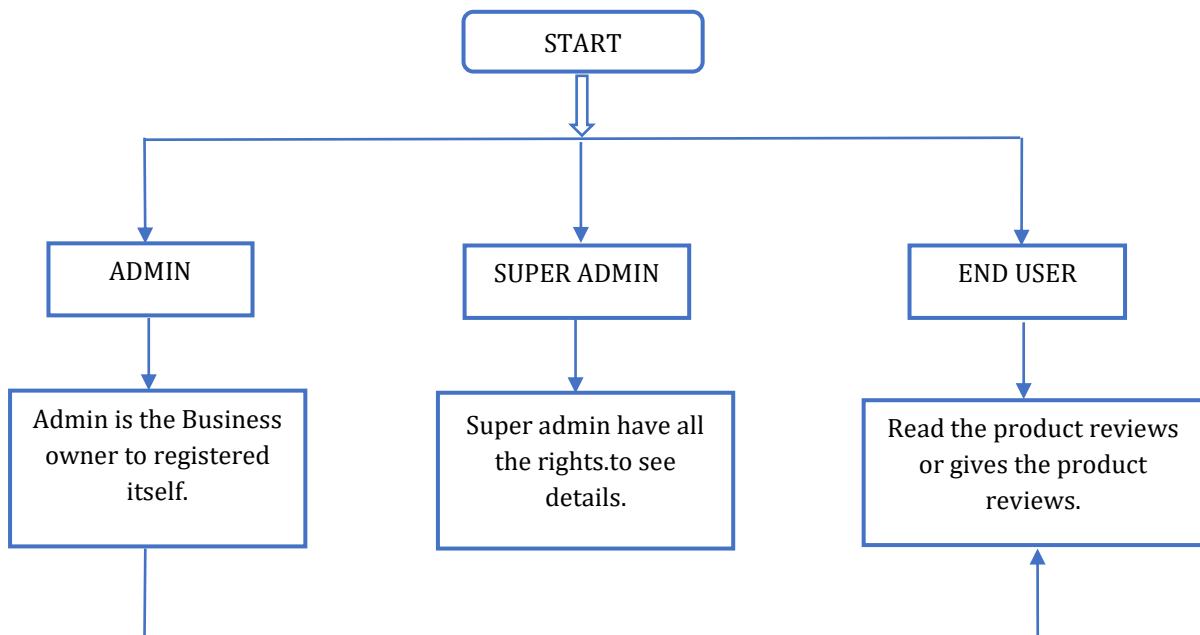 START
ADMIN
SUPER ADMIN
END USER
Admin is the Business
owner to registered
itself.
Super admin have all
the rights.to see
details.
Read the product reviews
or gives the product
reviews.